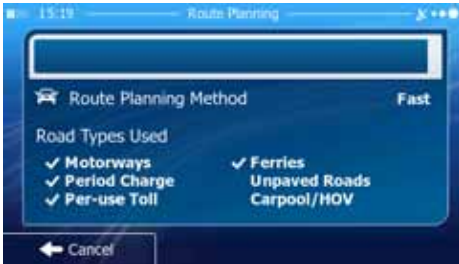 15:19 Route Planning
Route Planning Method Fast
Road Types Used
Motorways Ferries
Period Charge Unpaved Roads
Per-use Toll Carpool/HOV
Cancel